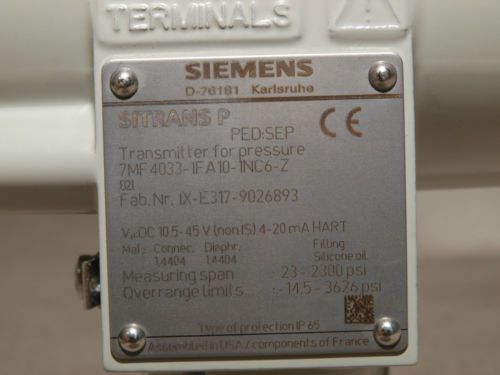 TERMINALS
SIEMENS
D-76181 Karlsruhe
SITRANS P
PED:SEP
CE
Transmitter for pressure
7MF4033-1FA10-1NC6-Z
Y21
Fab. Nr. IX-E317-9026893
VH:DC 10.5-45 V (non IS) 4-20 mA HART
Mat.: Connec. Diaphr. Filling
1.4404 1.4404 Silicone oil
Measuring span : 23 - 2300 psi
Overrange limits : -14.5 - 3626 psi
Type of protection IP 65
Assembled in USA / components of France